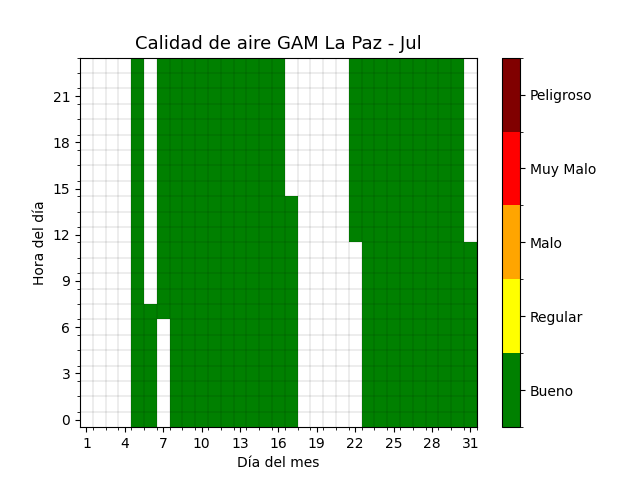 Calidad de aire GAM La Paz - Jul
Hora del día
21
18
15
12
9
6
3
0
1 4 7 10 13 16 19 22 25 28 31
Día del mes
Peligroso
Muy Malo
Malo
Regular
Bueno